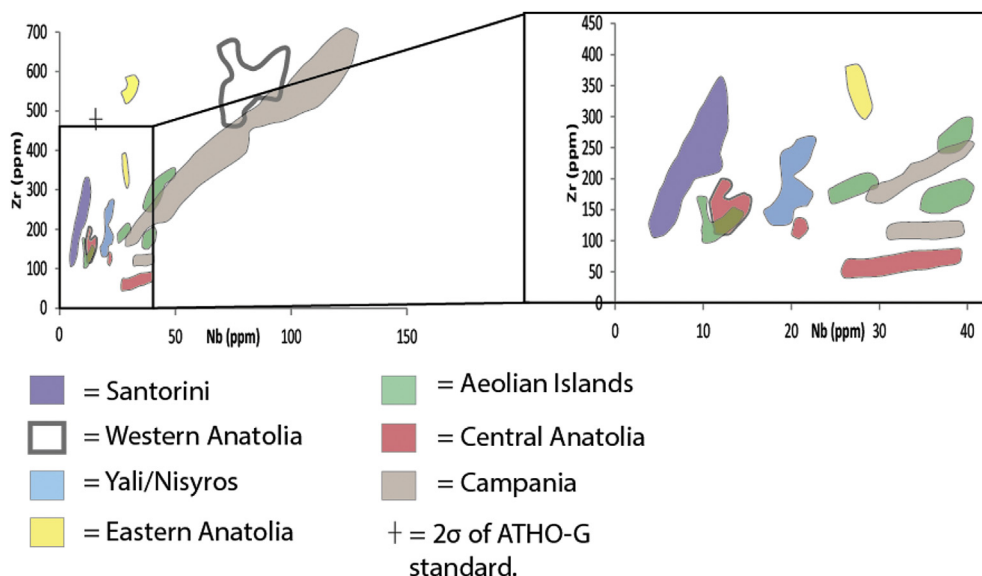 700
600
500
400
300
200
100
0
Zr (ppm)
0
50
100
150
Nb (ppm)
450
400
350
300
250
200
150
100
50
0
Zr (ppm)
0
10
20
30
40
Nb (ppm)
= Santorini
= Western Anatolia
= Yali/Nisyros
= Eastern Anatolia
= Aeolian Islands
= Central Anatolia
= Campania
= 2σ of ATHO-G
standard.